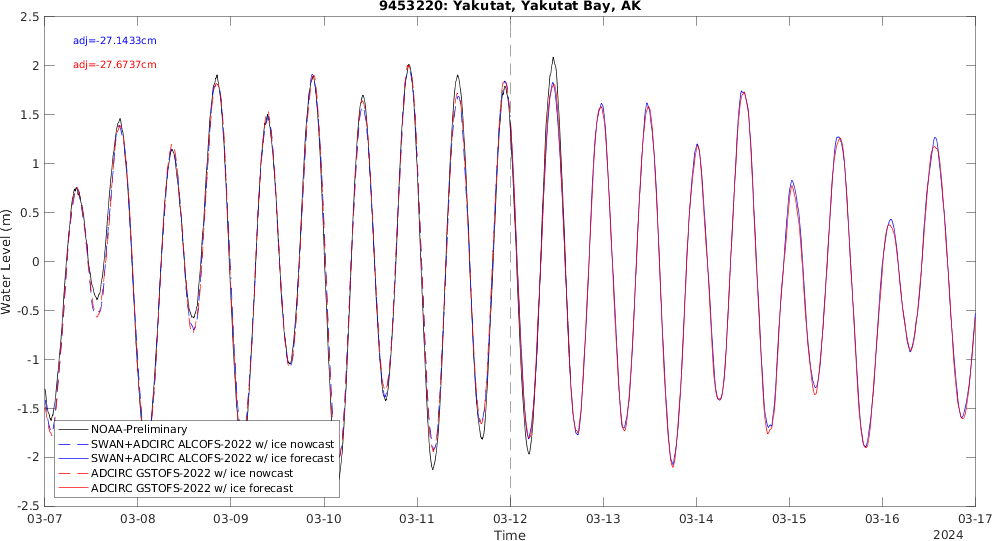 9453220: Yakutat, Yakutat Bay, AK
2.5
2
1.5
1
0.5
0
-0.5
-1
-1.5
-2
-2.5
Water Level (m)
adj=-27.1433cm
adj=-27.6737cm
NOAA-Preliminary
SWAN+ADCIRC ALCOFS-2022 w/ ice nowcast
SWAN+ADCIRC ALCOFS-2022 w/ ice forecast
ADCIRC GSTOFS-2022 w/ ice nowcast
ADCIRC GSTOFS-2022 w/ ice forecast
03-07 03-08 03-09 03-10 03-11 03-12 03-13 03-14 03-15 03-16 03-17
Time
2024